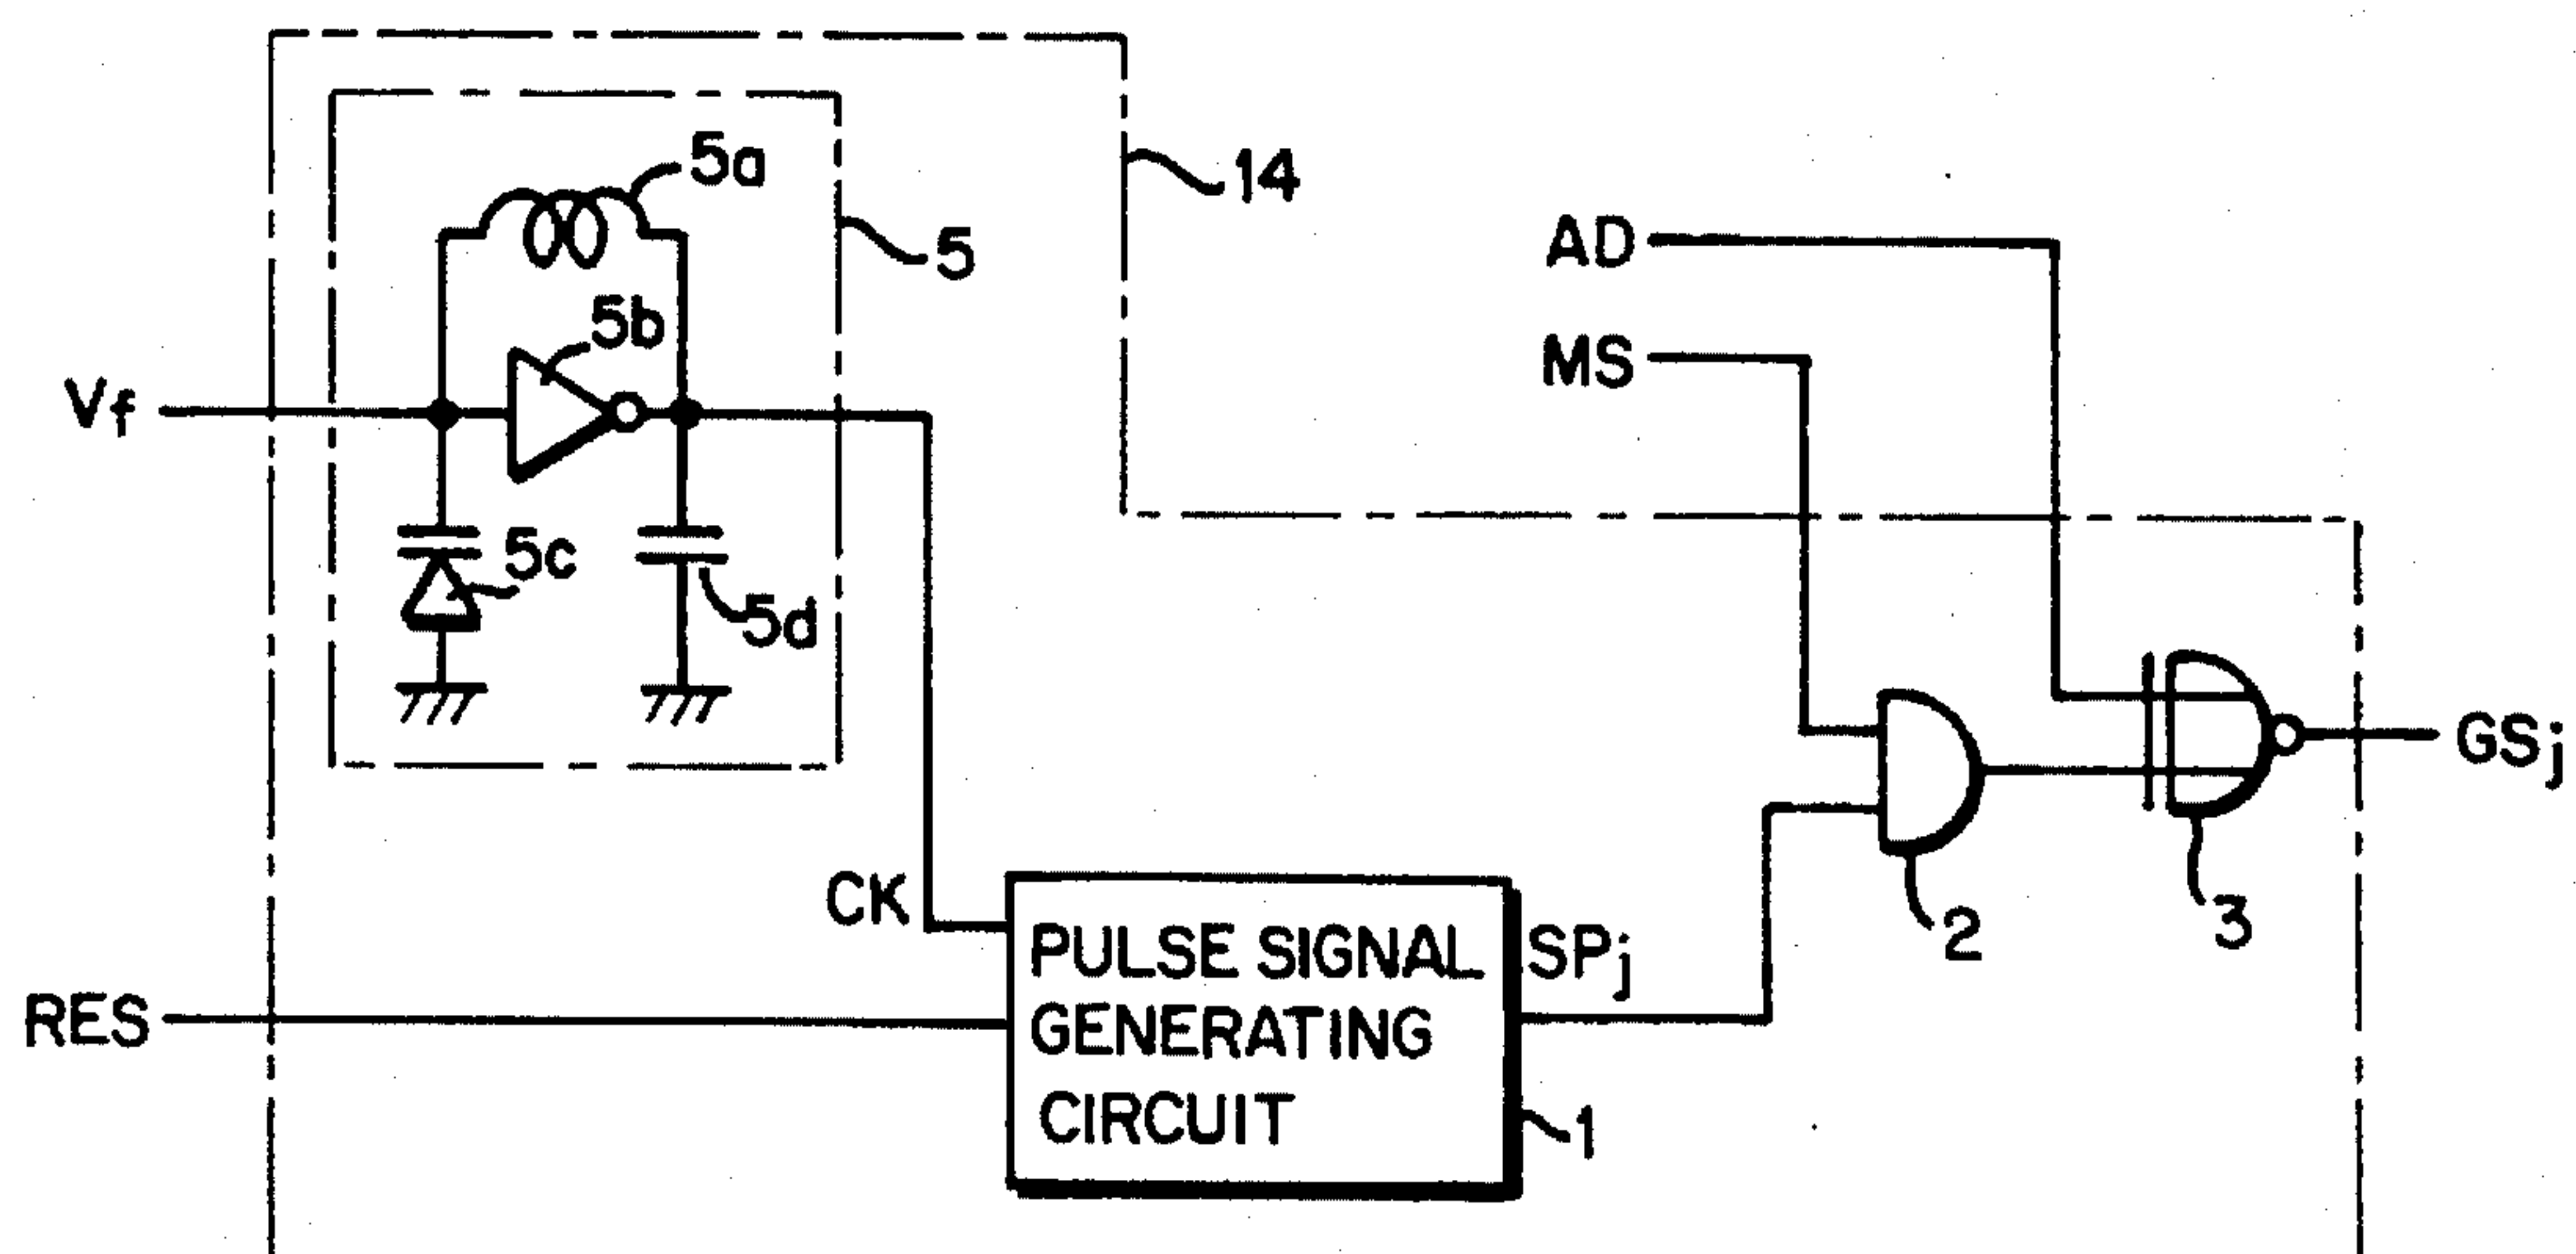 5a
14
5
AD
5b
MS
Vf
5c
5d
GSj
CK
2
3
PULSE SIGNAL
GENERATING
CIRCUIT
SPj
RES
1